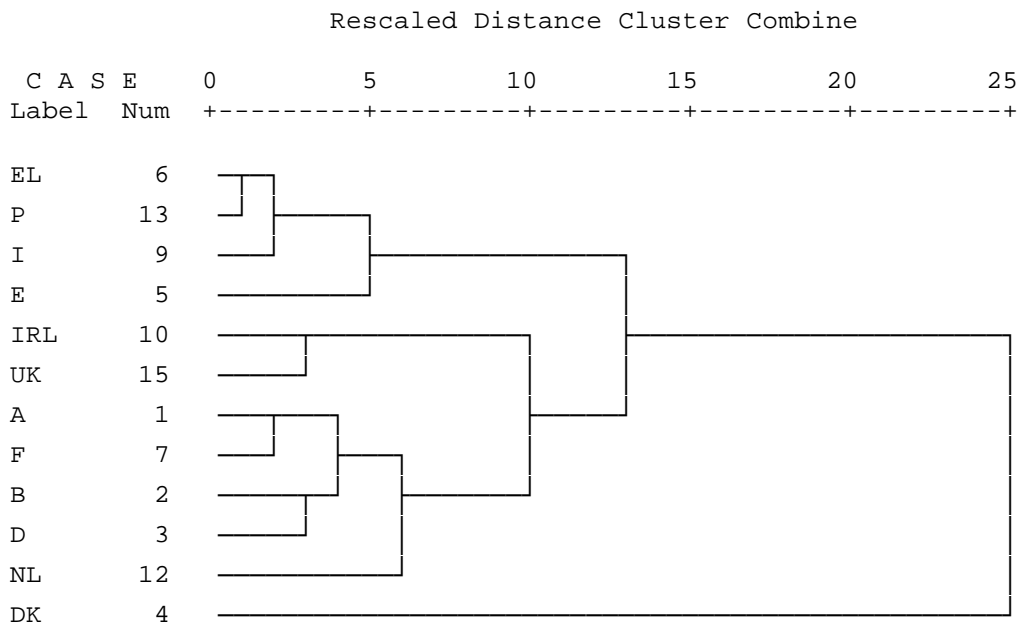 Rescaled Distance Cluster Combine
C A S E 0 5 10 15 20 25
Label Num +---------+---------+---------+---------+---------+
EL 6
P 13
I 9
E 5
IRL 10
UK 15
A 1
F 7
B 2
D 3
NL 12
DK 4